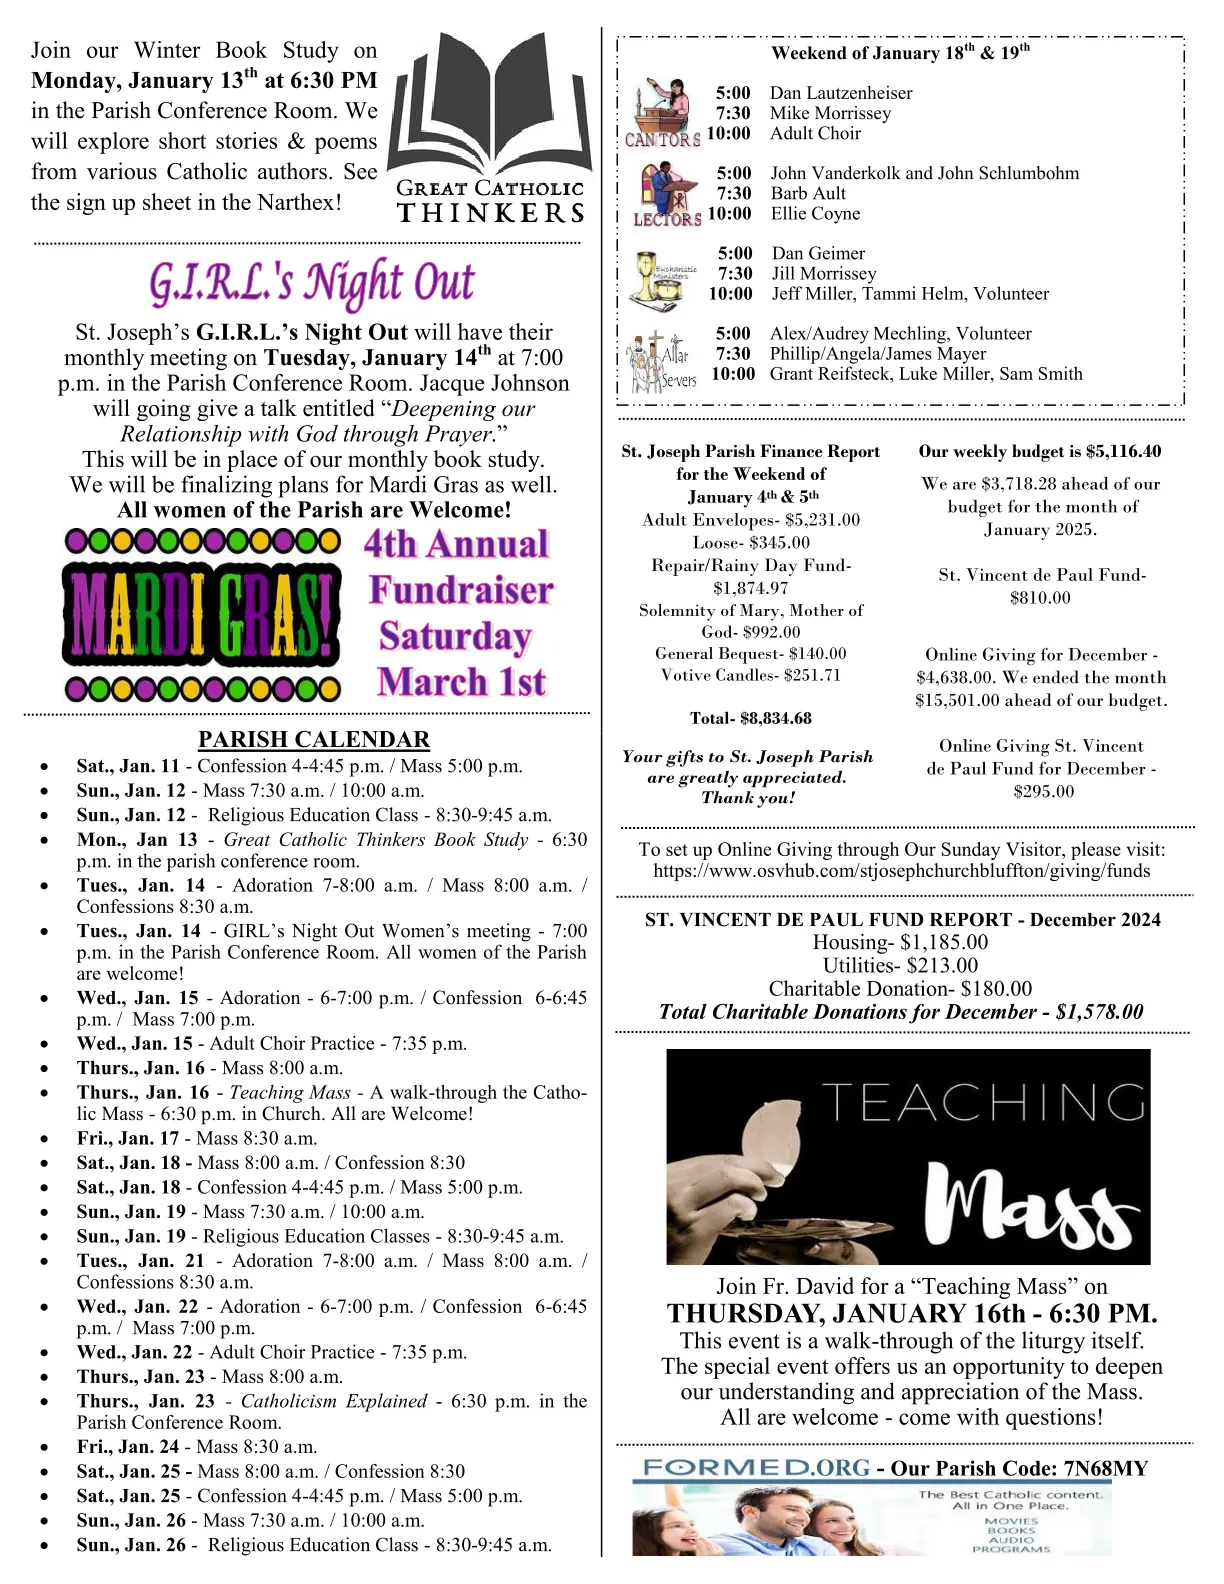 Join our Winter Book Study on
Monday, January 13th at 6:30 PM
in the Parish Conference Room. We
will explore short stories & poems
from various Catholic authors. See
the sign up sheet in the Narthex!
GREAT CATHOLIC
THINKERS
G.I.R.L.'s Night Out
St. Joseph’s G.I.R.L.’s Night Out will have their
monthly meeting on Tuesday, January 14th at 7:00
p.m. in the Parish Conference Room. Jacque Johnson
will going give a talk entitled “Deepening our
Relationship with God through Prayer.”
This will be in place of our monthly book study.
We will be finalizing plans for Mardi Gras as well.
All women of the Parish are Welcome!
MARDI GRAS!
4th Annual
Fundraiser
Saturday
March 1st
PARISH CALENDAR
• Sat., Jan. 11 - Confession 4-4:45 p.m. / Mass 5:00 p.m.
• Sun., Jan. 12 - Mass 7:30 a.m. / 10:00 a.m.
• Sun., Jan. 12 - Religious Education Class - 8:30-9:45 a.m.
• Mon., Jan 13 - Great Catholic Thinkers Book Study - 6:30
p.m. in the parish conference room.
• Tues., Jan. 14 - Adoration 7-8:00 a.m. / Mass 8:00 a.m. /
Confessions 8:30 a.m.
• Tues., Jan. 14 - GIRL’s Night Out Women’s meeting - 7:00
p.m. in the Parish Conference Room. All women of the Parish
are welcome!
• Wed., Jan. 15 - Adoration - 6-7:00 p.m. / Confession 6-6:45
p.m. / Mass 7:00 p.m.
• Wed., Jan. 15 - Adult Choir Practice - 7:35 p.m.
• Thurs., Jan. 16 - Mass 8:00 a.m.
• Thurs., Jan. 16 - Teaching Mass - A walk-through the Catho-
lic Mass - 6:30 p.m. in Church. All are Welcome!
• Fri., Jan. 17 - Mass 8:30 a.m.
• Sat., Jan. 18 - Mass 8:00 a.m. / Confession 8:30
• Sat., Jan. 18 - Confession 4-4:45 p.m. / Mass 5:00 p.m.
• Sun., Jan. 19 - Mass 7:30 a.m. / 10:00 a.m.
• Sun., Jan. 19 - Religious Education Classes - 8:30-9:45 a.m.
• Tues., Jan. 21 - Adoration 7-8:00 a.m. / Mass 8:00 a.m. /
Confessions 8:30 a.m.
• Wed., Jan. 22 - Adoration - 6-7:00 p.m. / Confession 6-6:45
p.m. / Mass 7:00 p.m.
• Wed., Jan. 22 - Adult Choir Practice - 7:35 p.m.
• Thurs., Jan. 23 - Mass 8:00 a.m.
• Thurs., Jan. 23 - Catholicism Explained - 6:30 p.m. in the
Parish Conference Room.
• Fri., Jan. 24 - Mass 8:30 a.m.
• Sat., Jan. 25 - Mass 8:00 a.m. / Confession 8:30
• Sat., Jan. 25 - Confession 4-4:45 p.m. / Mass 5:00 p.m.
• Sun., Jan. 26 - Mass 7:30 a.m. / 10:00 a.m.
• Sun., Jan. 26 - Religious Education Class - 8:30-9:45 a.m.
Weekend of January 18th & 19th
CANTORS
5:00 Dan Lautzenheiser
7:30 Mike Morrissey
10:00 Adult Choir
LECTORS
5:00 John Vanderkolk and John Schlumbohm
7:30 Barb Ault
10:00 Ellie Coyne
Eucharistic
Ministers
5:00 Dan Geimer
7:30 Jill Morrissey
10:00 Jeff Miller, Tammi Helm, Volunteer
Altar
Servers
5:00 Alex/Audrey Mechling, Volunteer
7:30 Phillip/Angela/James Mayer
10:00 Grant Reifsteck, Luke Miller, Sam Smith
St. Joseph Parish Finance Report
for the Weekend of
January 4th & 5th
Adult Envelopes- $5,231.00
Loose- $345.00
Repair/Rainy Day Fund-
$1,874.97
Solemnity of Mary, Mother of
God- $992.00
General Bequest- $140.00
Votive Candles- $251.71
Total- $8,834.68
Your gifts to St. Joseph Parish
are greatly appreciated.
Thank you!
Our weekly budget is $5,116.40
We are $3,718.28 ahead of our
budget for the month of
January 2025.
St. Vincent de Paul Fund-
$810.00
Online Giving for December -
$4,638.00. We ended the month
$15,501.00 ahead of our budget.
Online Giving St. Vincent
de Paul Fund for December -
$295.00
To set up Online Giving through Our Sunday Visitor, please visit:
https://www.osvhub.com/stjosephchurchbluffton/giving/funds
ST. VINCENT DE PAUL FUND REPORT - December 2024
Housing- $1,185.00
Utilities- $213.00
Charitable Donation- $180.00
Total Charitable Donations for December - $1,578.00
TEACHING
Mass
Join Fr. David for a “Teaching Mass” on
THURSDAY, JANUARY 16th - 6:30 PM.
This event is a walk-through of the liturgy itself.
The special event offers us an opportunity to deepen
our understanding and appreciation of the Mass.
All are welcome - come with questions!
FORMED.ORG - Our Parish Code: 7N68MY
The Best Catholic content.
All in One Place.
MOVIES
BOOKS
AUDIO
PROGRAMS